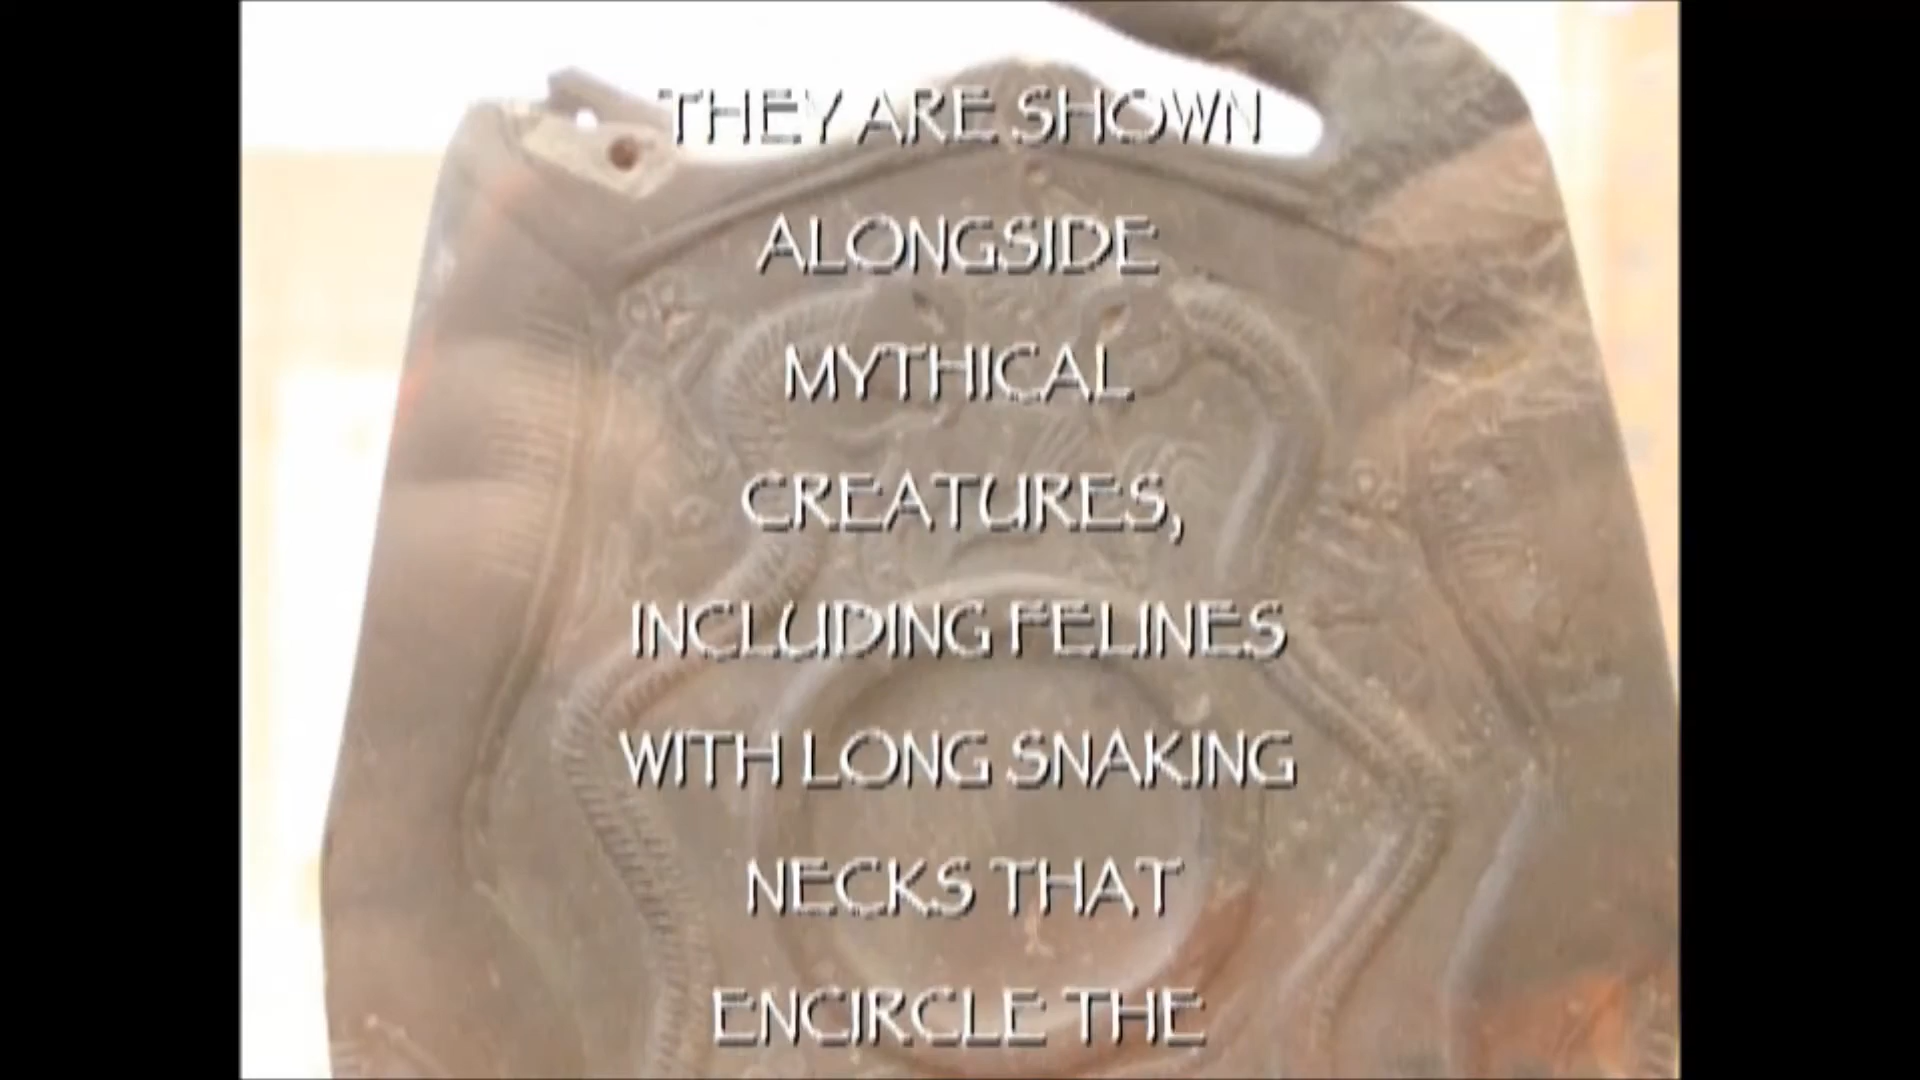 THEY ARE SHOWN
ALONGSIDE
MYTHICAL
CREATURES,
INCLUDING FELINES
WITH LONG SNAKING
NECKS THAT
ENCIRCLE THE